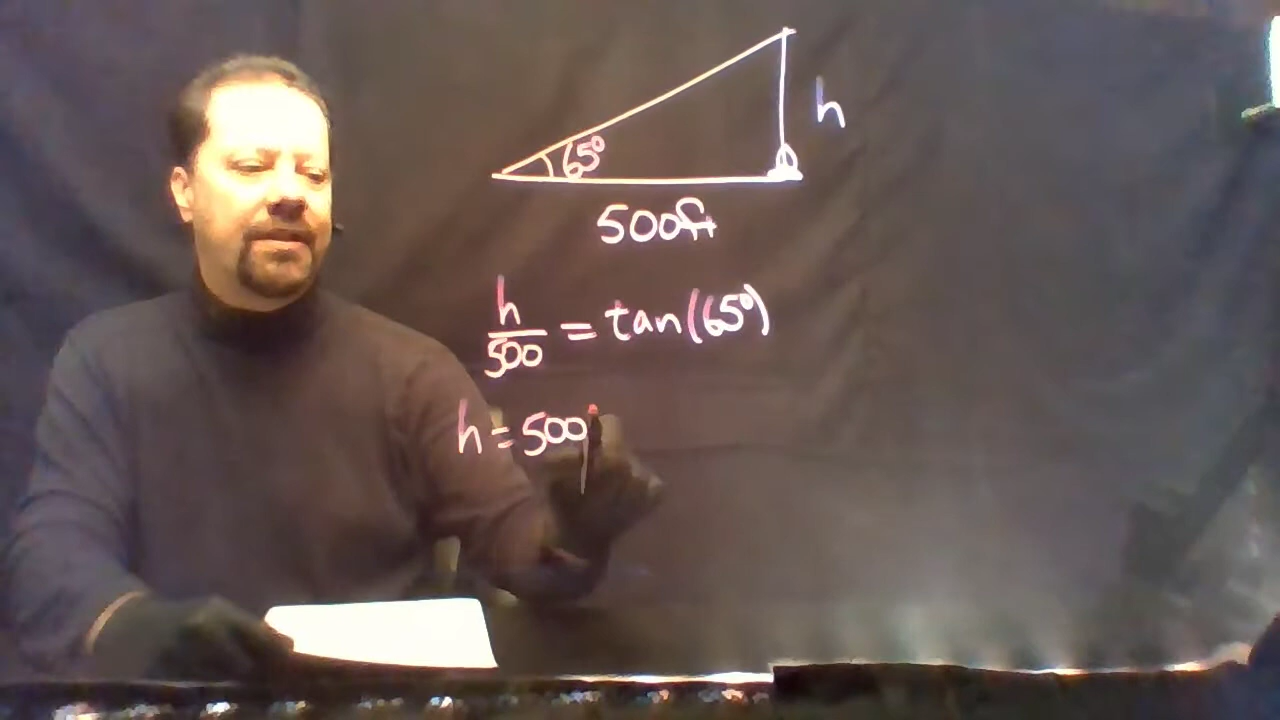 h
65°
500ft
h/500 = tan(65°)
h = 500